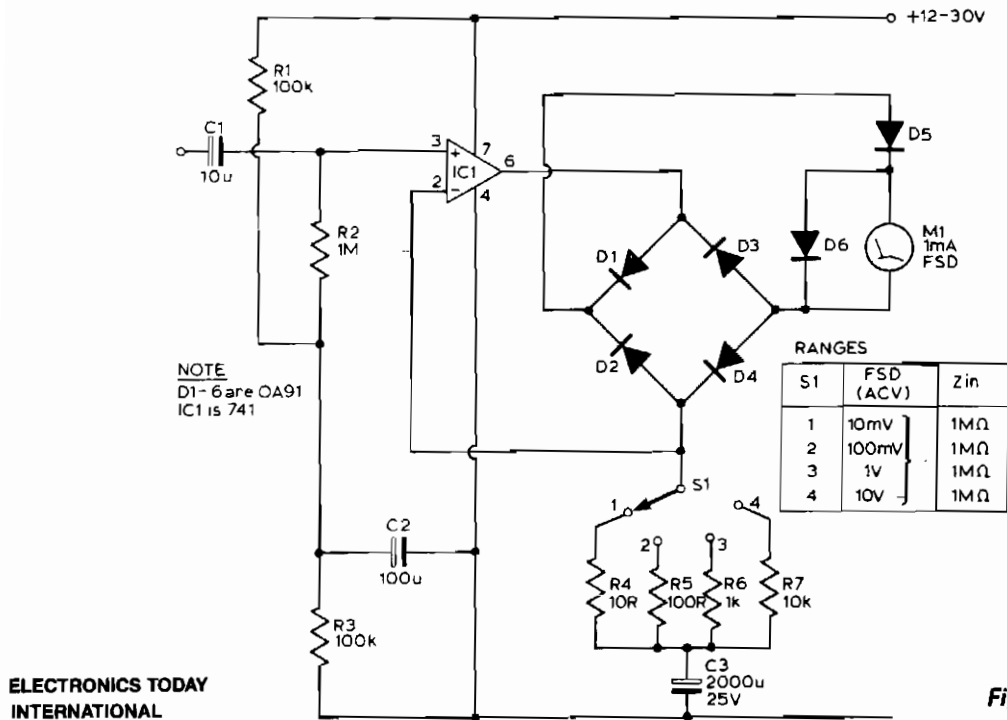 +12-30V
R1
100k
C1
10u
3
+
7
6
IC1
2
−
4
D5
R2
1M
D1
D3
D6
M1
1mA
FSD
D2
D4
NOTE
D1-6 are OA91
IC1 is 741
RANGES
S1 FSD (ACV) Zin
1 10mV 1MΩ
2 100mV 1MΩ
3 1V 1MΩ
4 10V 1MΩ
S1
1
2
3
4
C2
100u
R4
10R
R5
100R
R6
1k
R7
10k
R3
100k
C3
2000u
25V
ELECTRONICS TODAY
INTERNATIONAL
Fi